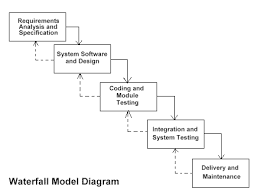 Requirements
Analysis and
Specification
System Software
and Design
Coding and
Module
Testing
Integration and
System Testing
Delivery and
Maintenance
Waterfall Model Diagram